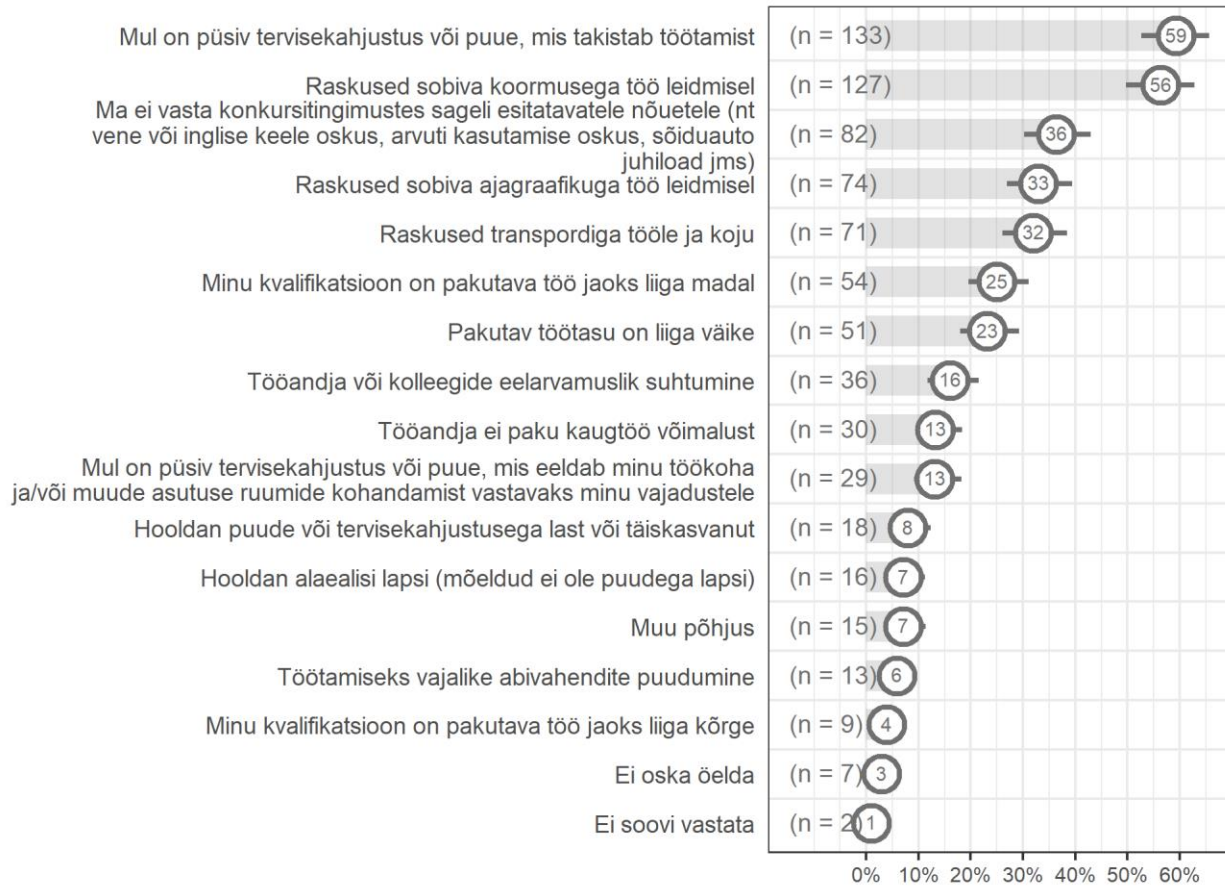 Mul on püsiv tervisekahjustus või puue, mis takistab töötamist (n = 133) 59
Raskused sobiva koormusega töö leidmisel (n = 127) 56
Ma ei vasta konkursitingimustes sageli esitatavatele nõuetele (nt
vene või inglise keele oskus, arvuti kasutamise oskus, sõiduauto (n = 82) 36
juhiload jms)
Raskused sobiva ajagraafikuga töö leidmisel (n = 74) 33
Raskused transpordiga tööle ja koju (n = 71) 32
Minu kvalifikatsioon on pakutava töö jaoks liiga madal (n = 54) 25
Pakutav töötasu on liiga väike (n = 51) 23
Tööandja või kolleegide eelarvamuslik suhtumine (n = 36) 16
Tööandja ei paku kaugtöö võimalust (n = 30) 13
Mul on püsiv tervisekahjustus või puue, mis eeldab minu töökoha
ja/või muude asutuse ruumide kohandamist vastavaks minu vajadustele (n = 29) 13
Hooldan puude või tervisekahjustusega last või täiskasvanut (n = 18) 8
Hooldan alaealisi lapsi (mõeldud ei ole puudega lapsi) (n = 16) 7
Muu põhjus (n = 15) 7
Töötamiseks vajalike abivahendite puudumine (n = 13) 6
Minu kvalifikatsioon on pakutava töö jaoks liiga kõrge (n = 9) 4
Ei oska öelda (n = 7) 3
Ei soovi vastata (n = 2) 1
0% 10% 20% 30% 40% 50% 60%